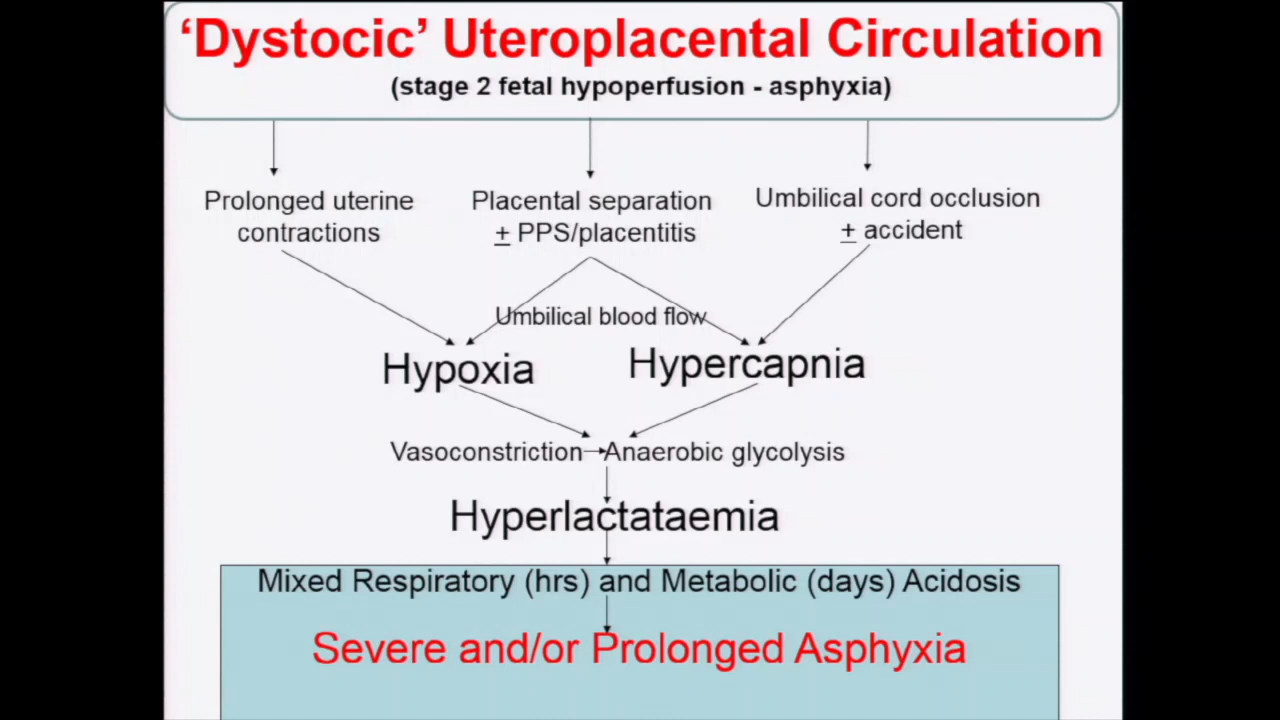 ‘Dystocic’ Uteroplacental Circulation
(stage 2 fetal hypoperfusion - asphyxia)
Prolonged uterine
contractions
Placental separation
± PPS/placentitis
Umbilical cord occlusion
± accident
Umbilical blood flow
Hypoxia
Hypercapnia
Vasoconstriction
Anaerobic glycolysis
Hyperlactataemia
Mixed Respiratory (hrs) and Metabolic (days) Acidosis
Severe and/or Prolonged Asphyxia